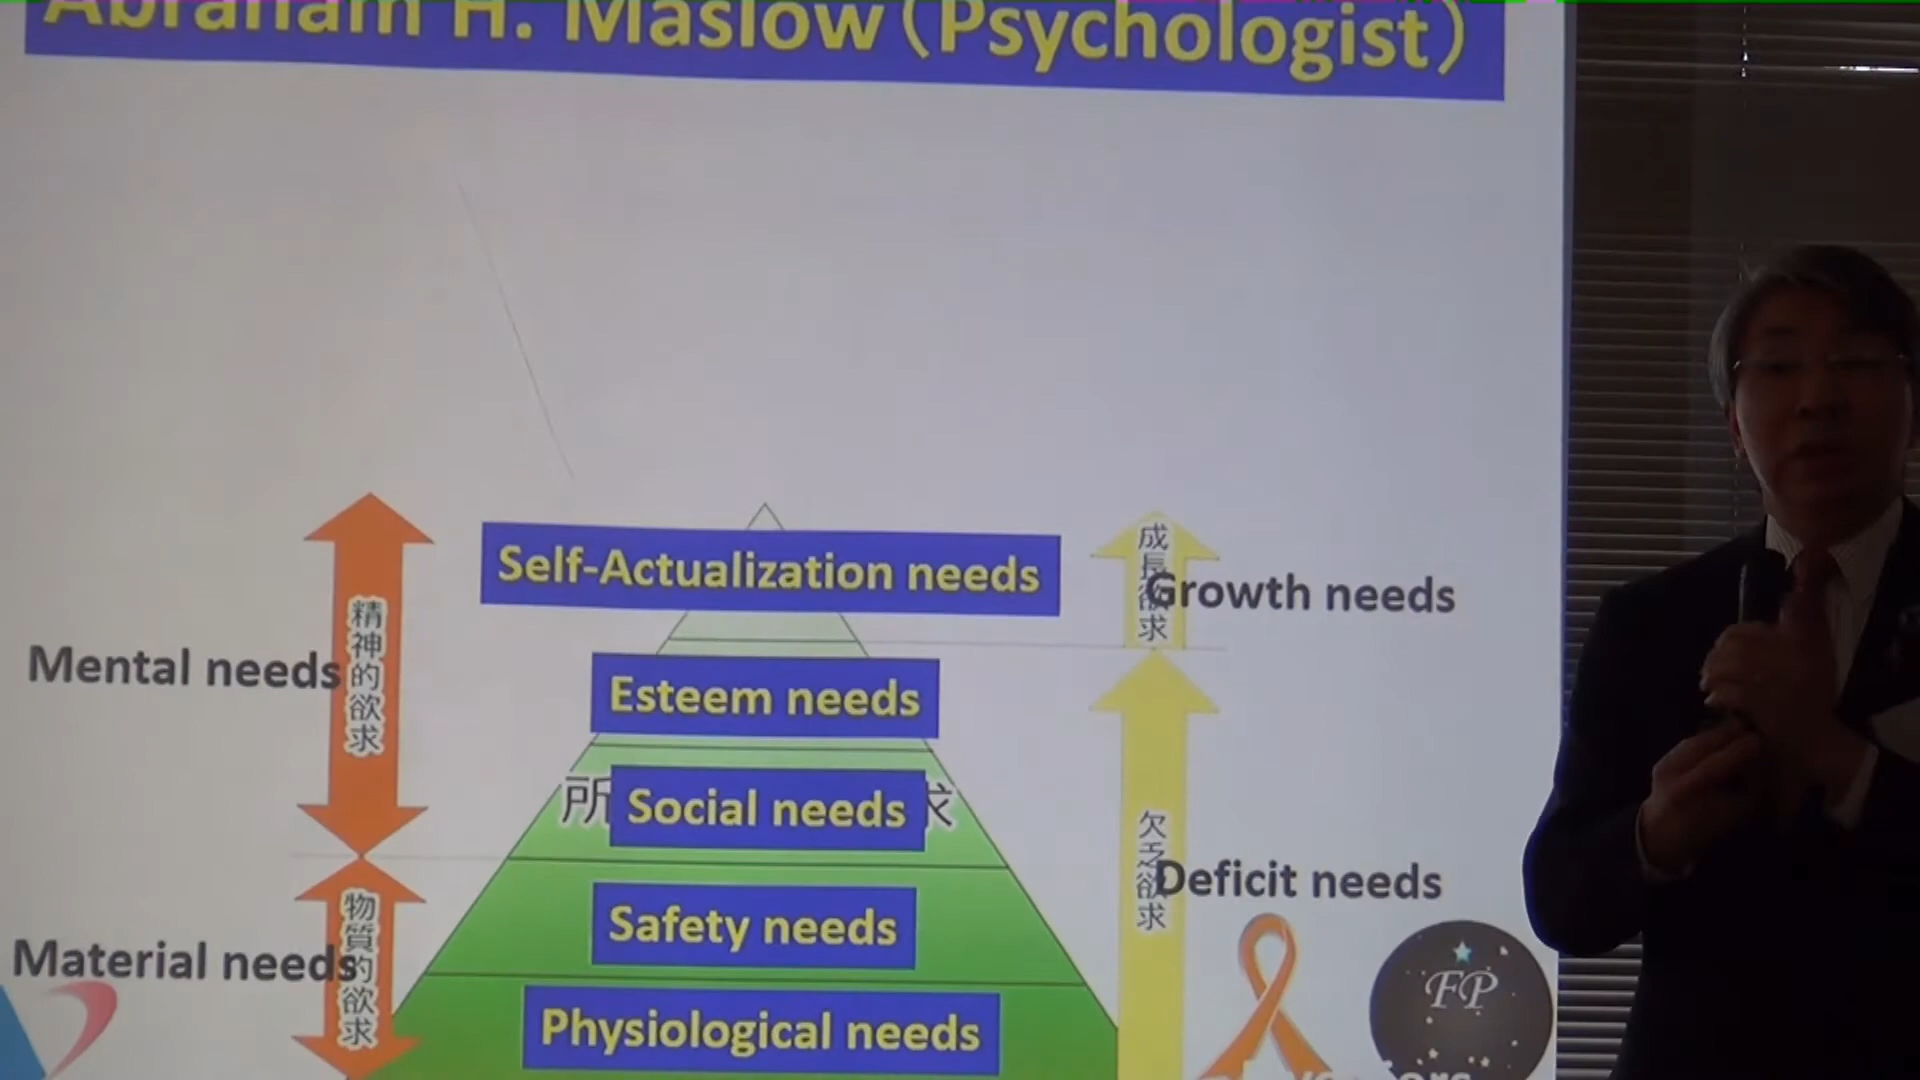 Abraham H. Maslow（Psychologist）
Self-Actualization needs
成長欲求
Growth needs
Mental needs
精神的欲求
Esteem needs
所
求
Social needs
欠乏欲求
Deficit needs
Safety needs
Material needs
物質的欲求
FP
Physiological needs